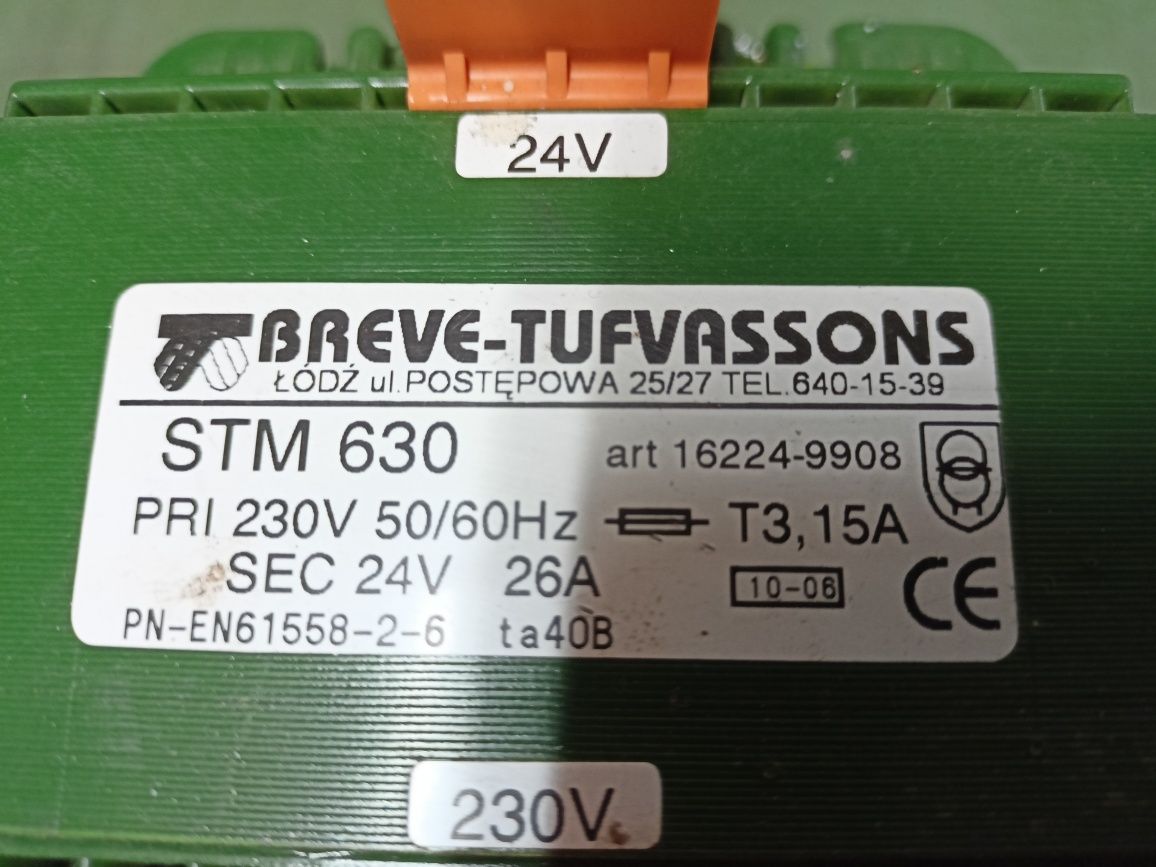 24V
BREVE-TUFVASSONS
ŁÓDŹ ul.POSTĘPOWA 25/27 TEL.640-15-39
STM 630 art 16224-9908
PRI 230V 50/60Hz T3,15A
SEC 24V 26A 10-06 CE
PN-EN61558-2-6 ta40B
230V